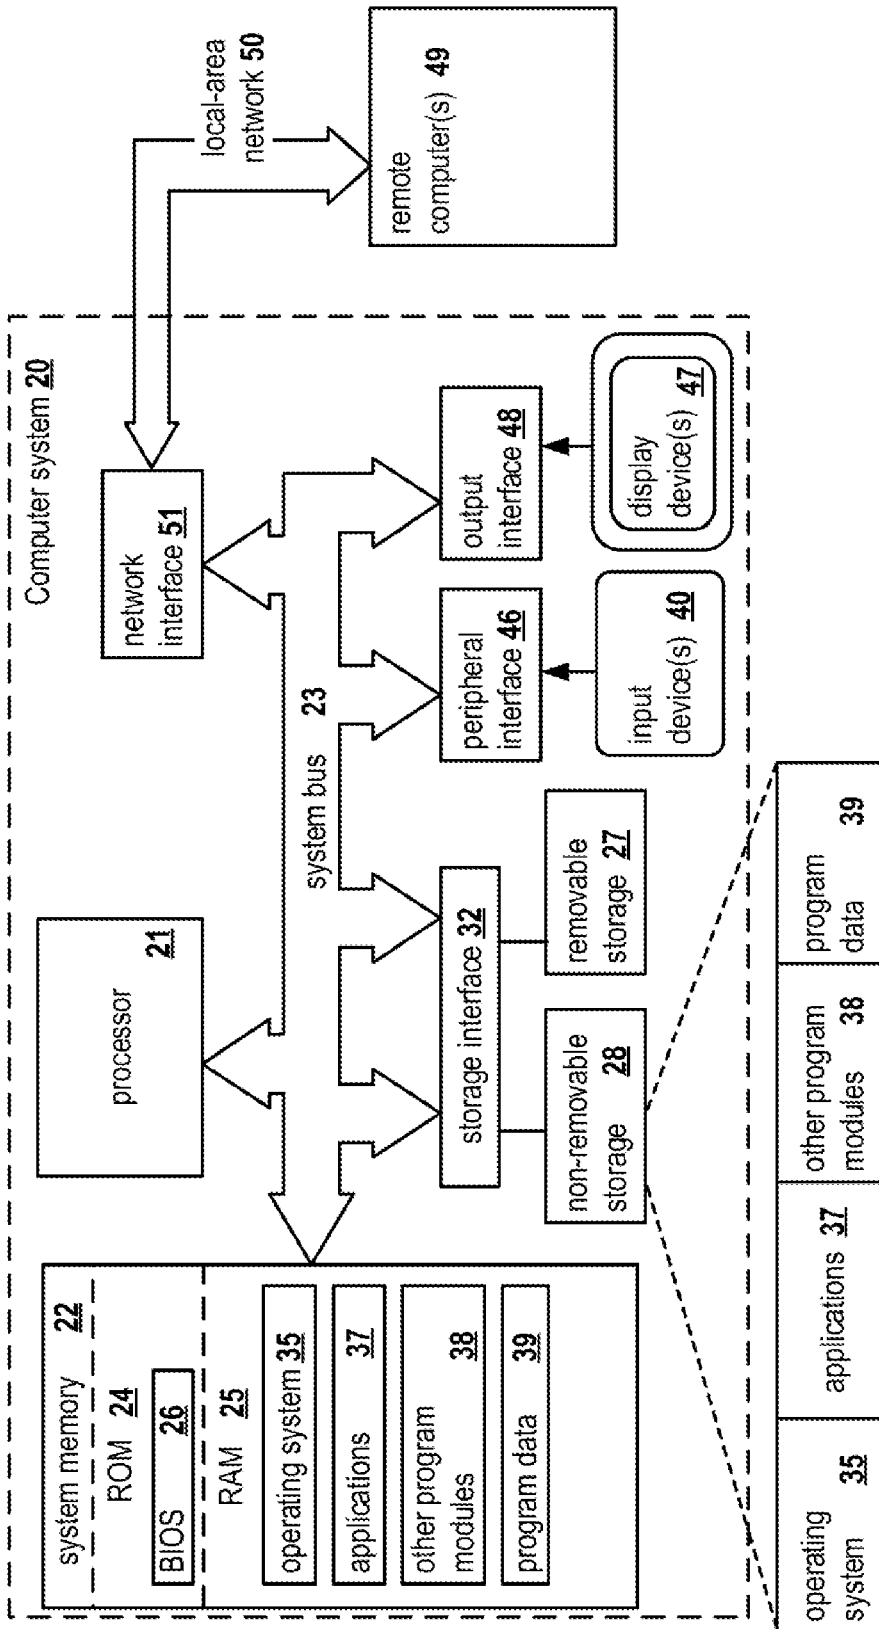 Computer system 20
system memory 22
ROM 24
BIOS 26
RAM 25
operating system 35
applications
37
other program
modules 38
program data 39
processor
21
network
interface 51
local-area
network 50
remote
computer(s) 49
system bus 23
storage interface 32
non-removable
storage 28
removable
storage 27
peripheral
interface 46
output
interface 48
input
device(s) 40
display
device(s) 47
operating
system 35
applications 37
other program
modules 38
program
data 39